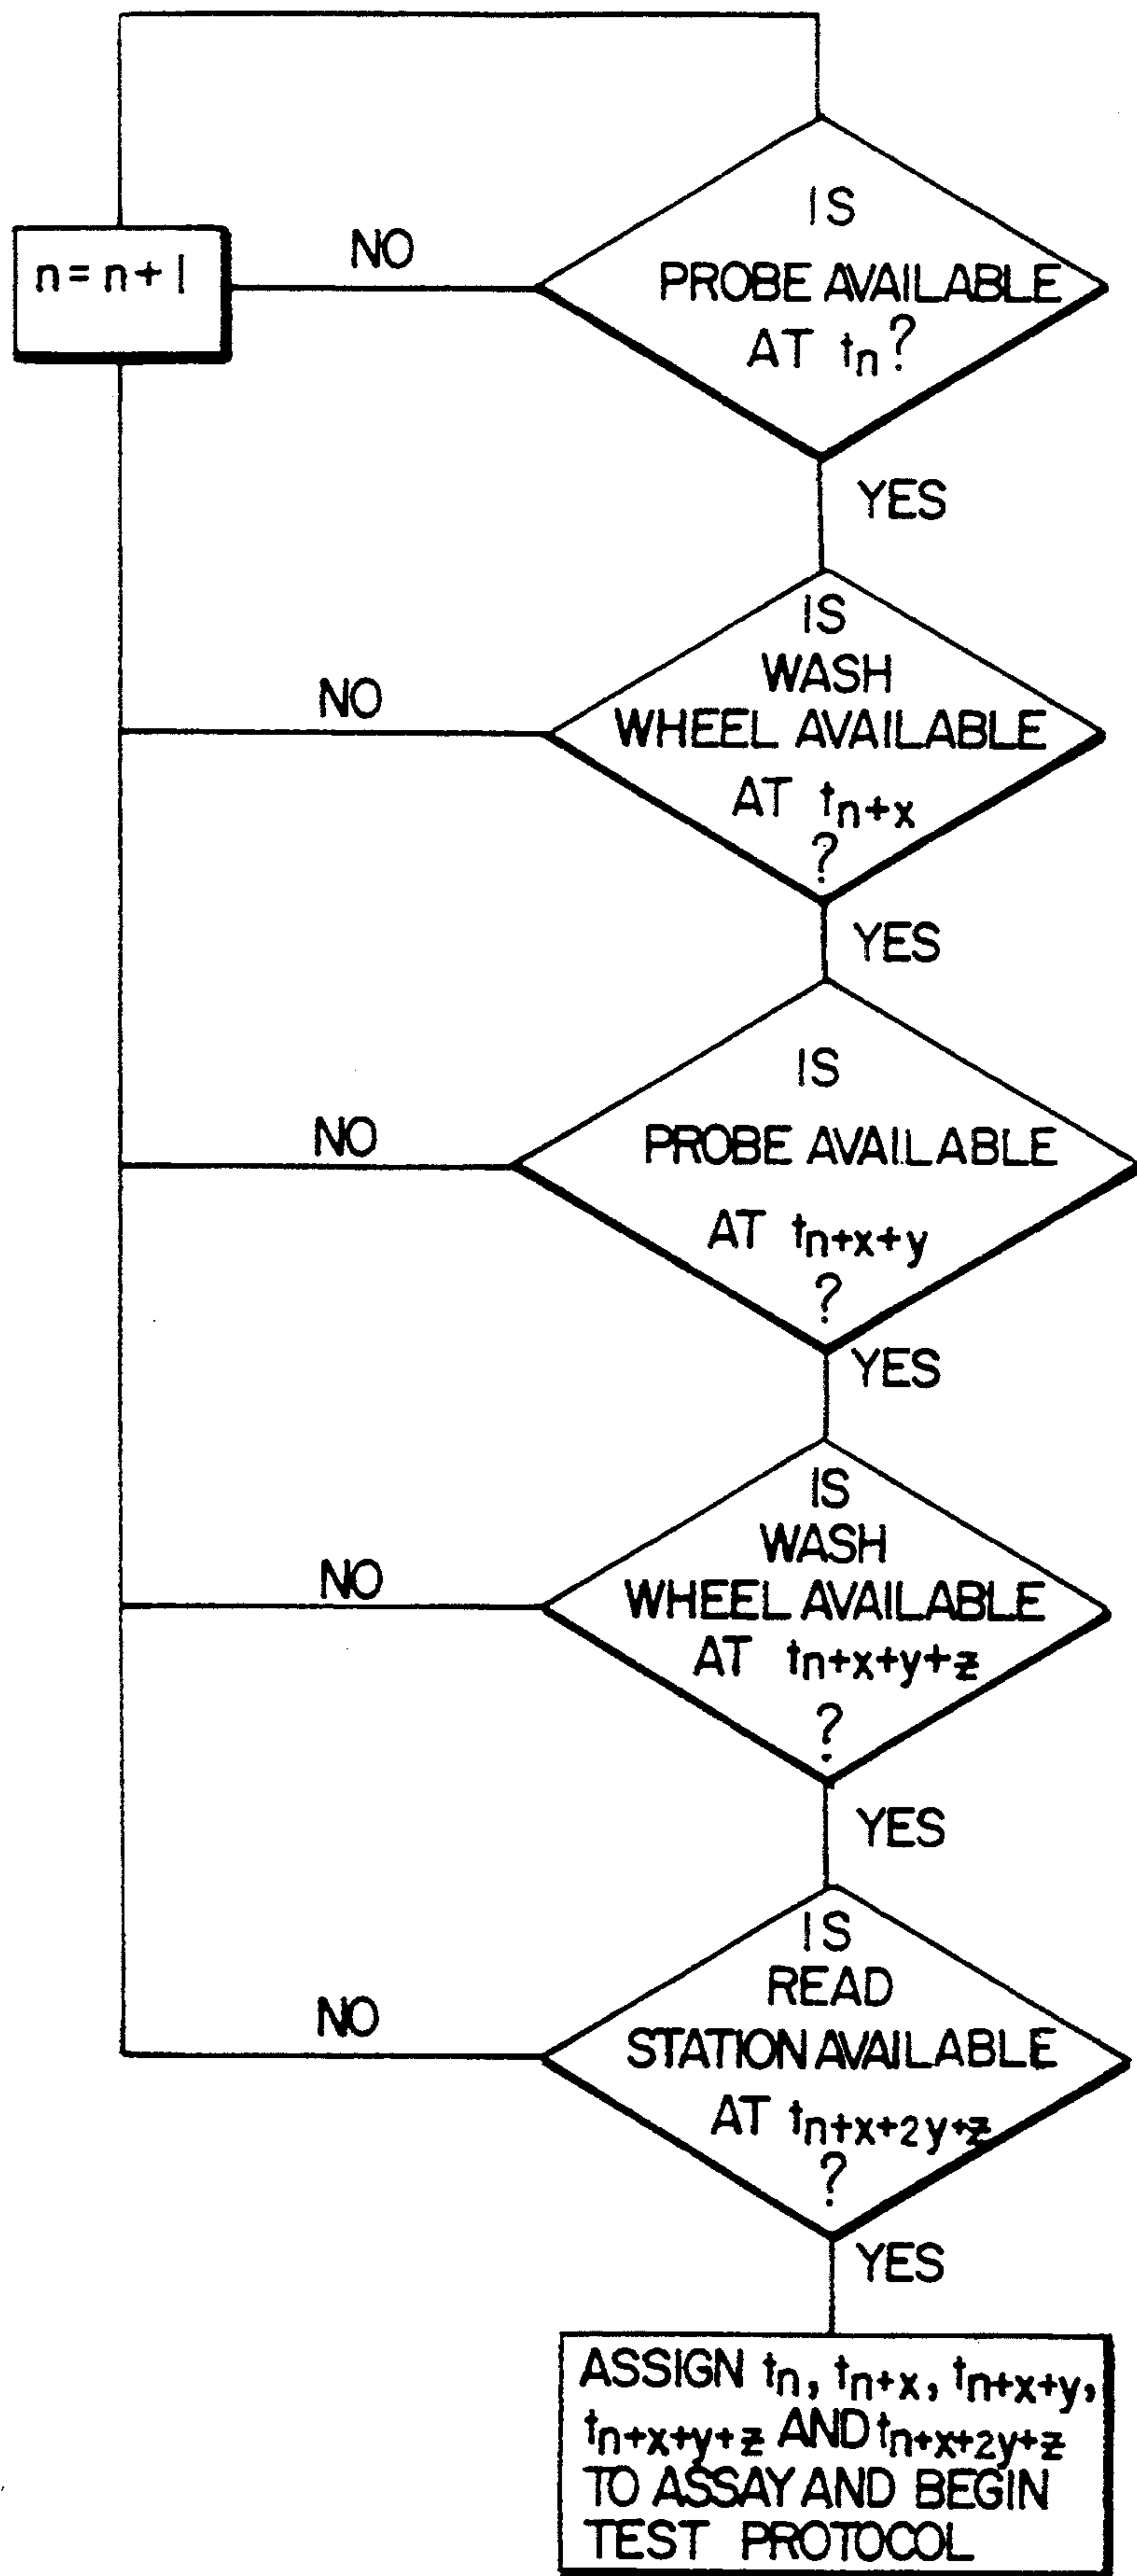 IS
PROBE AVAILABLE
AT tn?
n = n + 1
NO
YES
IS
WASH
WHEEL AVAILABLE
AT tn+x
?
NO
YES
IS
PROBE AVAILABLE
AT tn+x+y
?
NO
YES
IS
WASH
WHEEL AVAILABLE
AT tn+x+y+z
?
NO
YES
IS
READ
STATION AVAILABLE
AT tn+x+2y+z
?
NO
YES
ASSIGN tn, tn+x, tn+x+y,
tn+x+y+z AND tn+x+2y+z
TO ASSAY AND BEGIN
TEST PROTOCOL